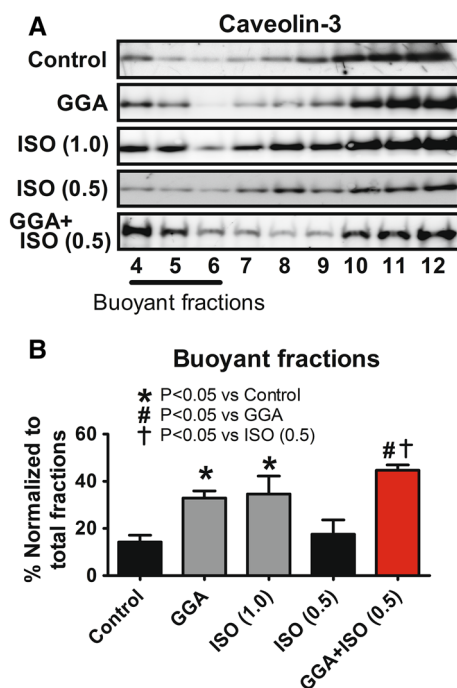 A
Caveolin-3
Control
GGA
ISO (1.0)
ISO (0.5)
GGA+
ISO (0.5)
4 5 6 7 8 9 10 11 12
Buoyant fractions
B
Buoyant fractions
* P<0.05 vs Control
# P<0.05 vs GGA
† P<0.05 vs ISO (0.5)
% Normalized to
total fractions
60
40
20
0
*
*
#†
Control
GGA
ISO (1.0)
ISO (0.5)
GGA+ISO (0.5)